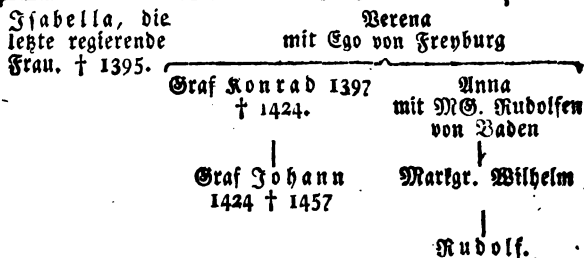 Iſabella, die
letzte regierende
Frau. † 1395.
Verena
mit Ego von Freyburg
Graf Konrad 1397
† 1424.
Anna
mit MG. Rudolfen
von Baden
Graf Johann
1424 † 1457
Markgr. Wilhelm
Rudolf.